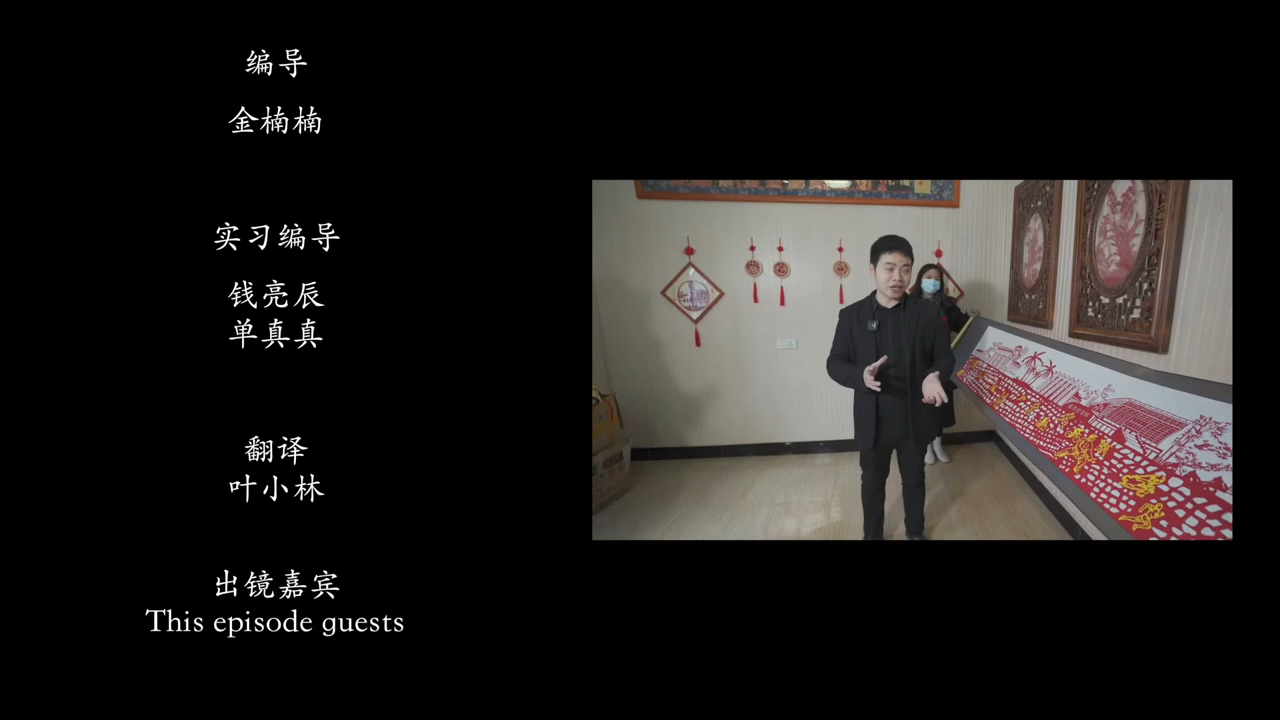 编导
金楠楠
实习编导
钱亮辰
单真真
翻译
叶小林
出镜嘉宾
This episode guests